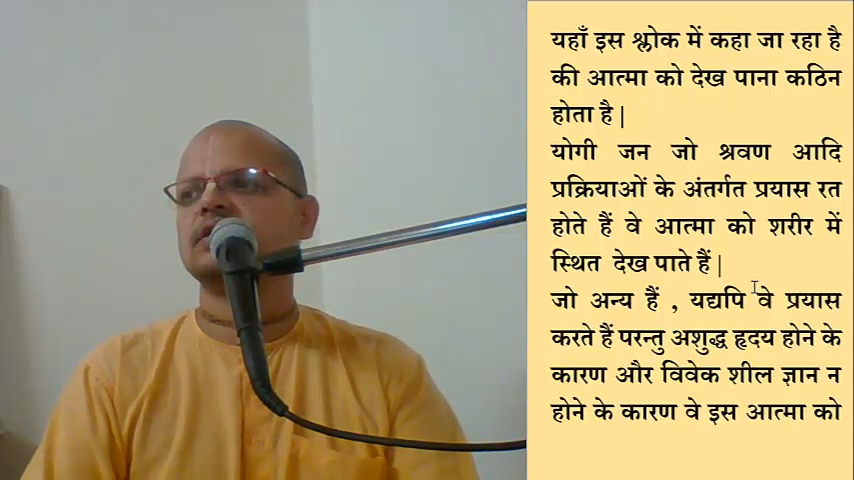 यहाँ इस श्लोक में कहा जा रहा है
की आत्मा को देख पाना कठिन
होता है |
योगी जन जो श्रवण आदि
प्रक्रियाओं के अंतर्गत प्रयास रत
होते हैं वे आत्मा को शरीर में
स्थित देख पाते हैं |
जो अन्य हैं , यद्यपि वे प्रयास
करते हैं परन्तु अशुद्ध हृदय होने के
कारण और विवेक शील ज्ञान न
होने के कारण वे इस आत्मा को